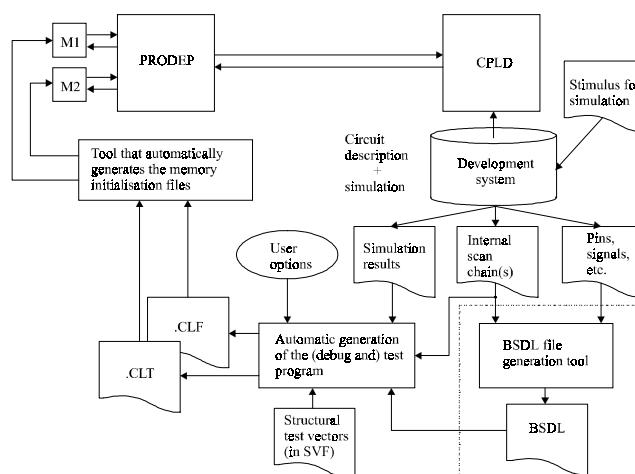 M1
M2
PRODEP
CPLD
Stimulus fo
simulation
Tool that automatically
generates the memory
initialisation files
Circuit
description
+
simulation
Development
system
User
options
Simulation
results
Internal
scan
chain(s)
Pins,
signals,
etc.
.CLF
.CLT
Automatic generation
of the (debug and) test
program
BSDL file
generation tool
Structural
test vectors
(in SVF)
BSDL